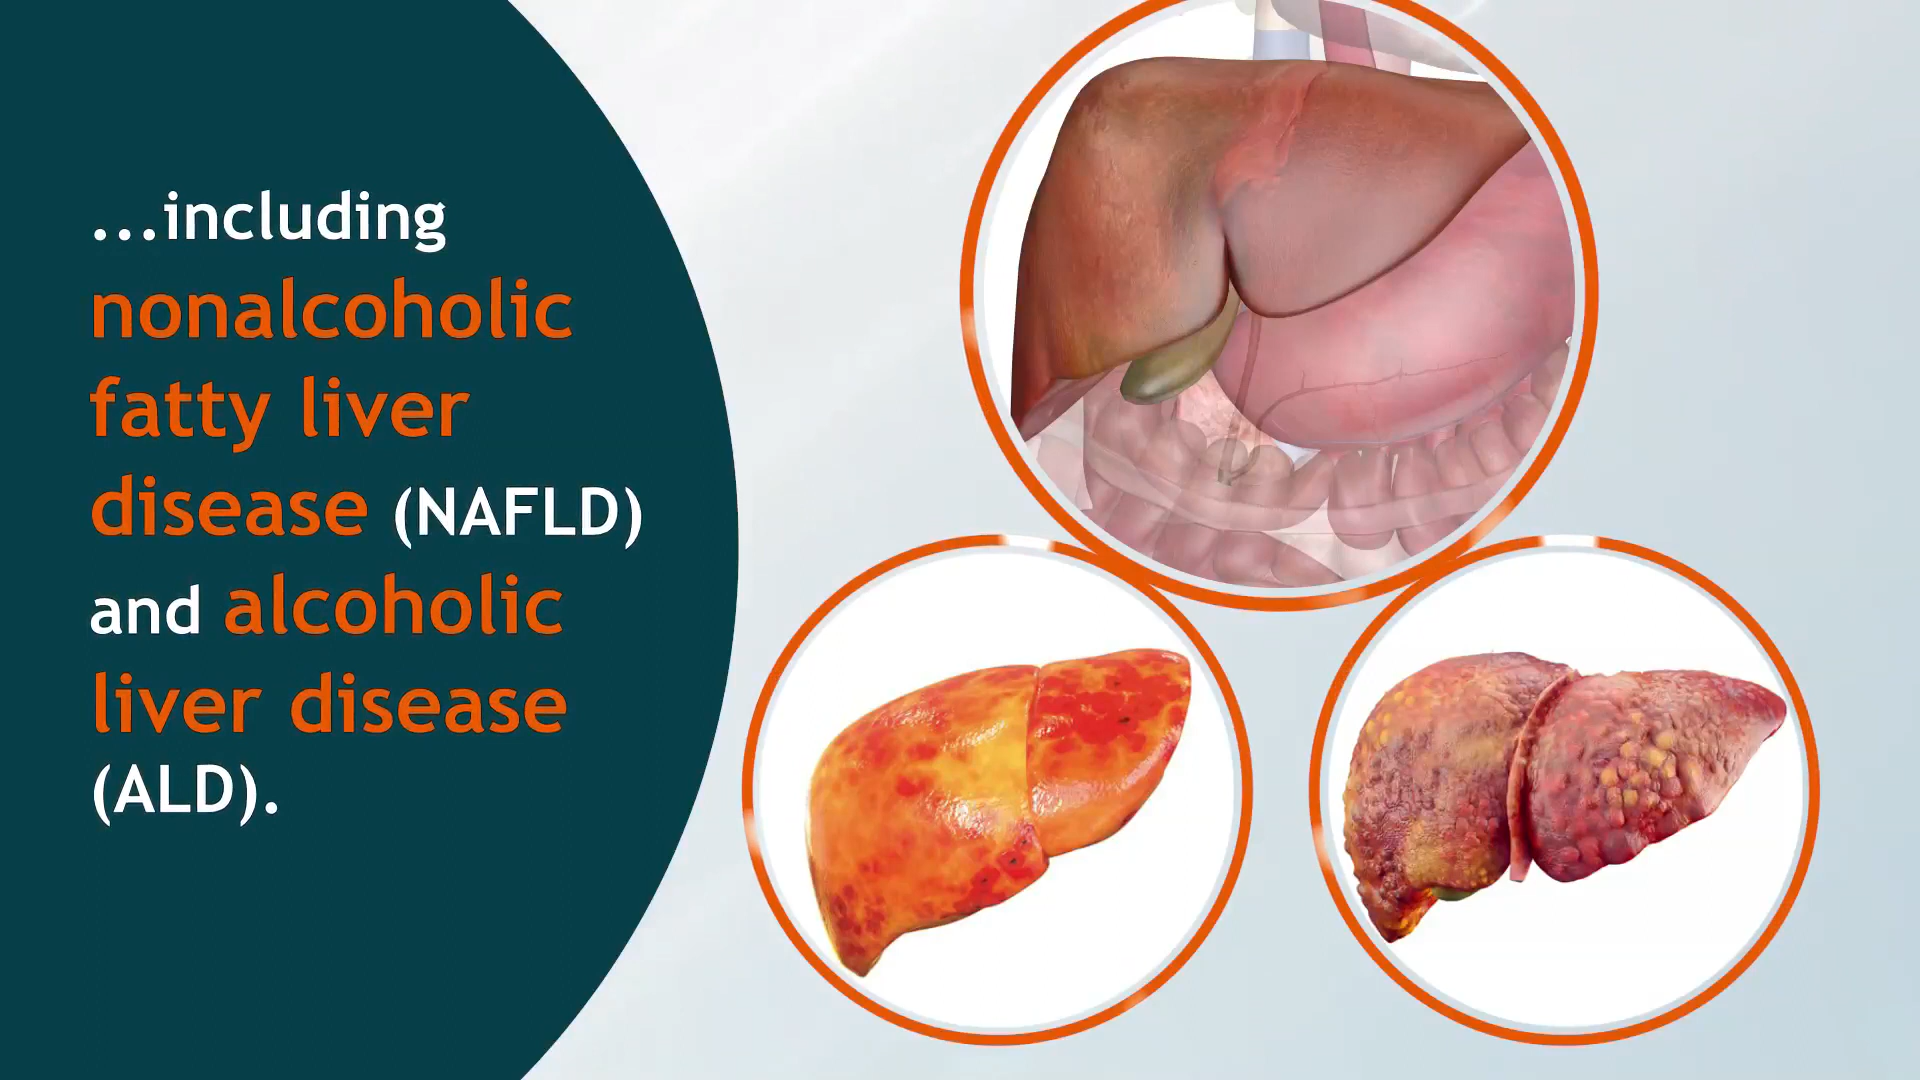 ...including
nonalcoholic
fatty liver
disease (NAFLD)
and alcoholic
liver disease
(ALD).